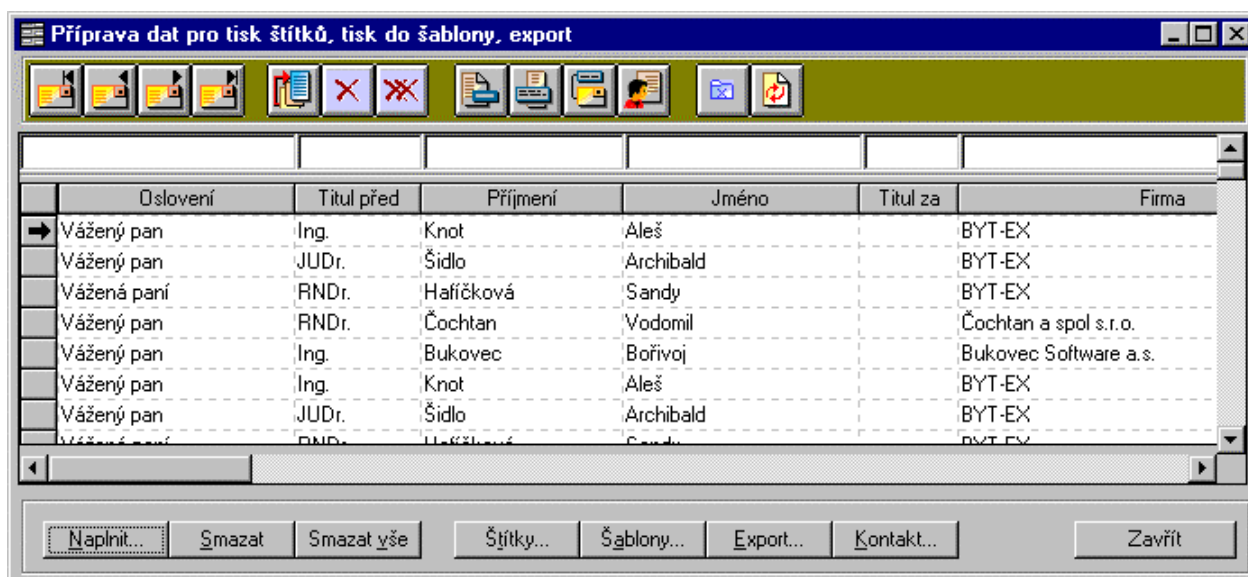 Příprava dat pro tisk štítků, tisk do šablony, export
Oslovení Titul před Příjmení Jméno Titul za Firma
Vážený pan Ing. Knot Aleš BYT-EX
Vážený pan JUDr. Šidlo Archibald BYT-EX
Vážená paní RNDr. Hafíčková Sandy BYT-EX
Vážený pan RNDr. Čochtan Vodomil Čochtan a spol s.r.o.
Vážený pan Ing. Bukovec Bořivoj Bukovec Software a.s.
Vážený pan Ing. Knot Aleš BYT-EX
Vážený pan JUDr. Šidlo Archibald BYT-EX
Naplnit... Smazat Smazat vše Štítky... Šablony... Export... Kontakt... Zavřít